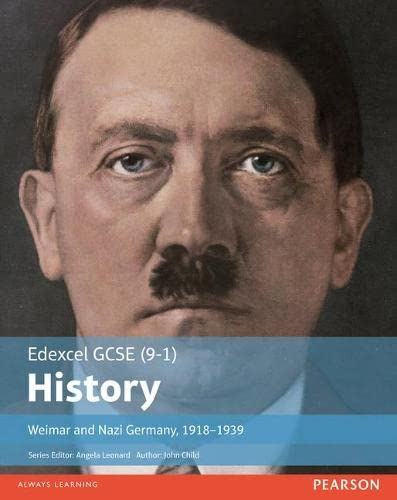 Edexcel GCSE (9-1)
History
Weimar and Nazi Germany, 1918–1939
Series Editor: Angela Leonard Author: John Child
ALWAYS LEARNING PEARSON